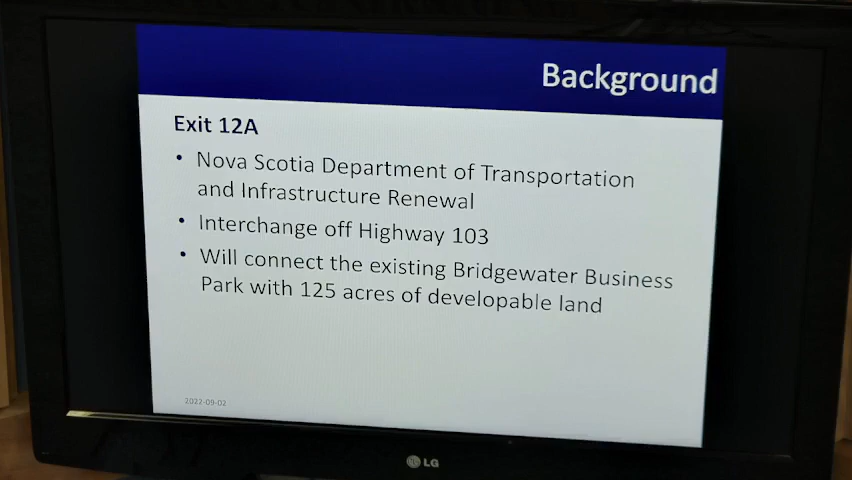 Background
Exit 12A
• Nova Scotia Department of Transportation
and Infrastructure Renewal
• Interchange off Highway 103
• Will connect the existing Bridgewater Business
Park with 125 acres of developable land
2022-09-02
LG